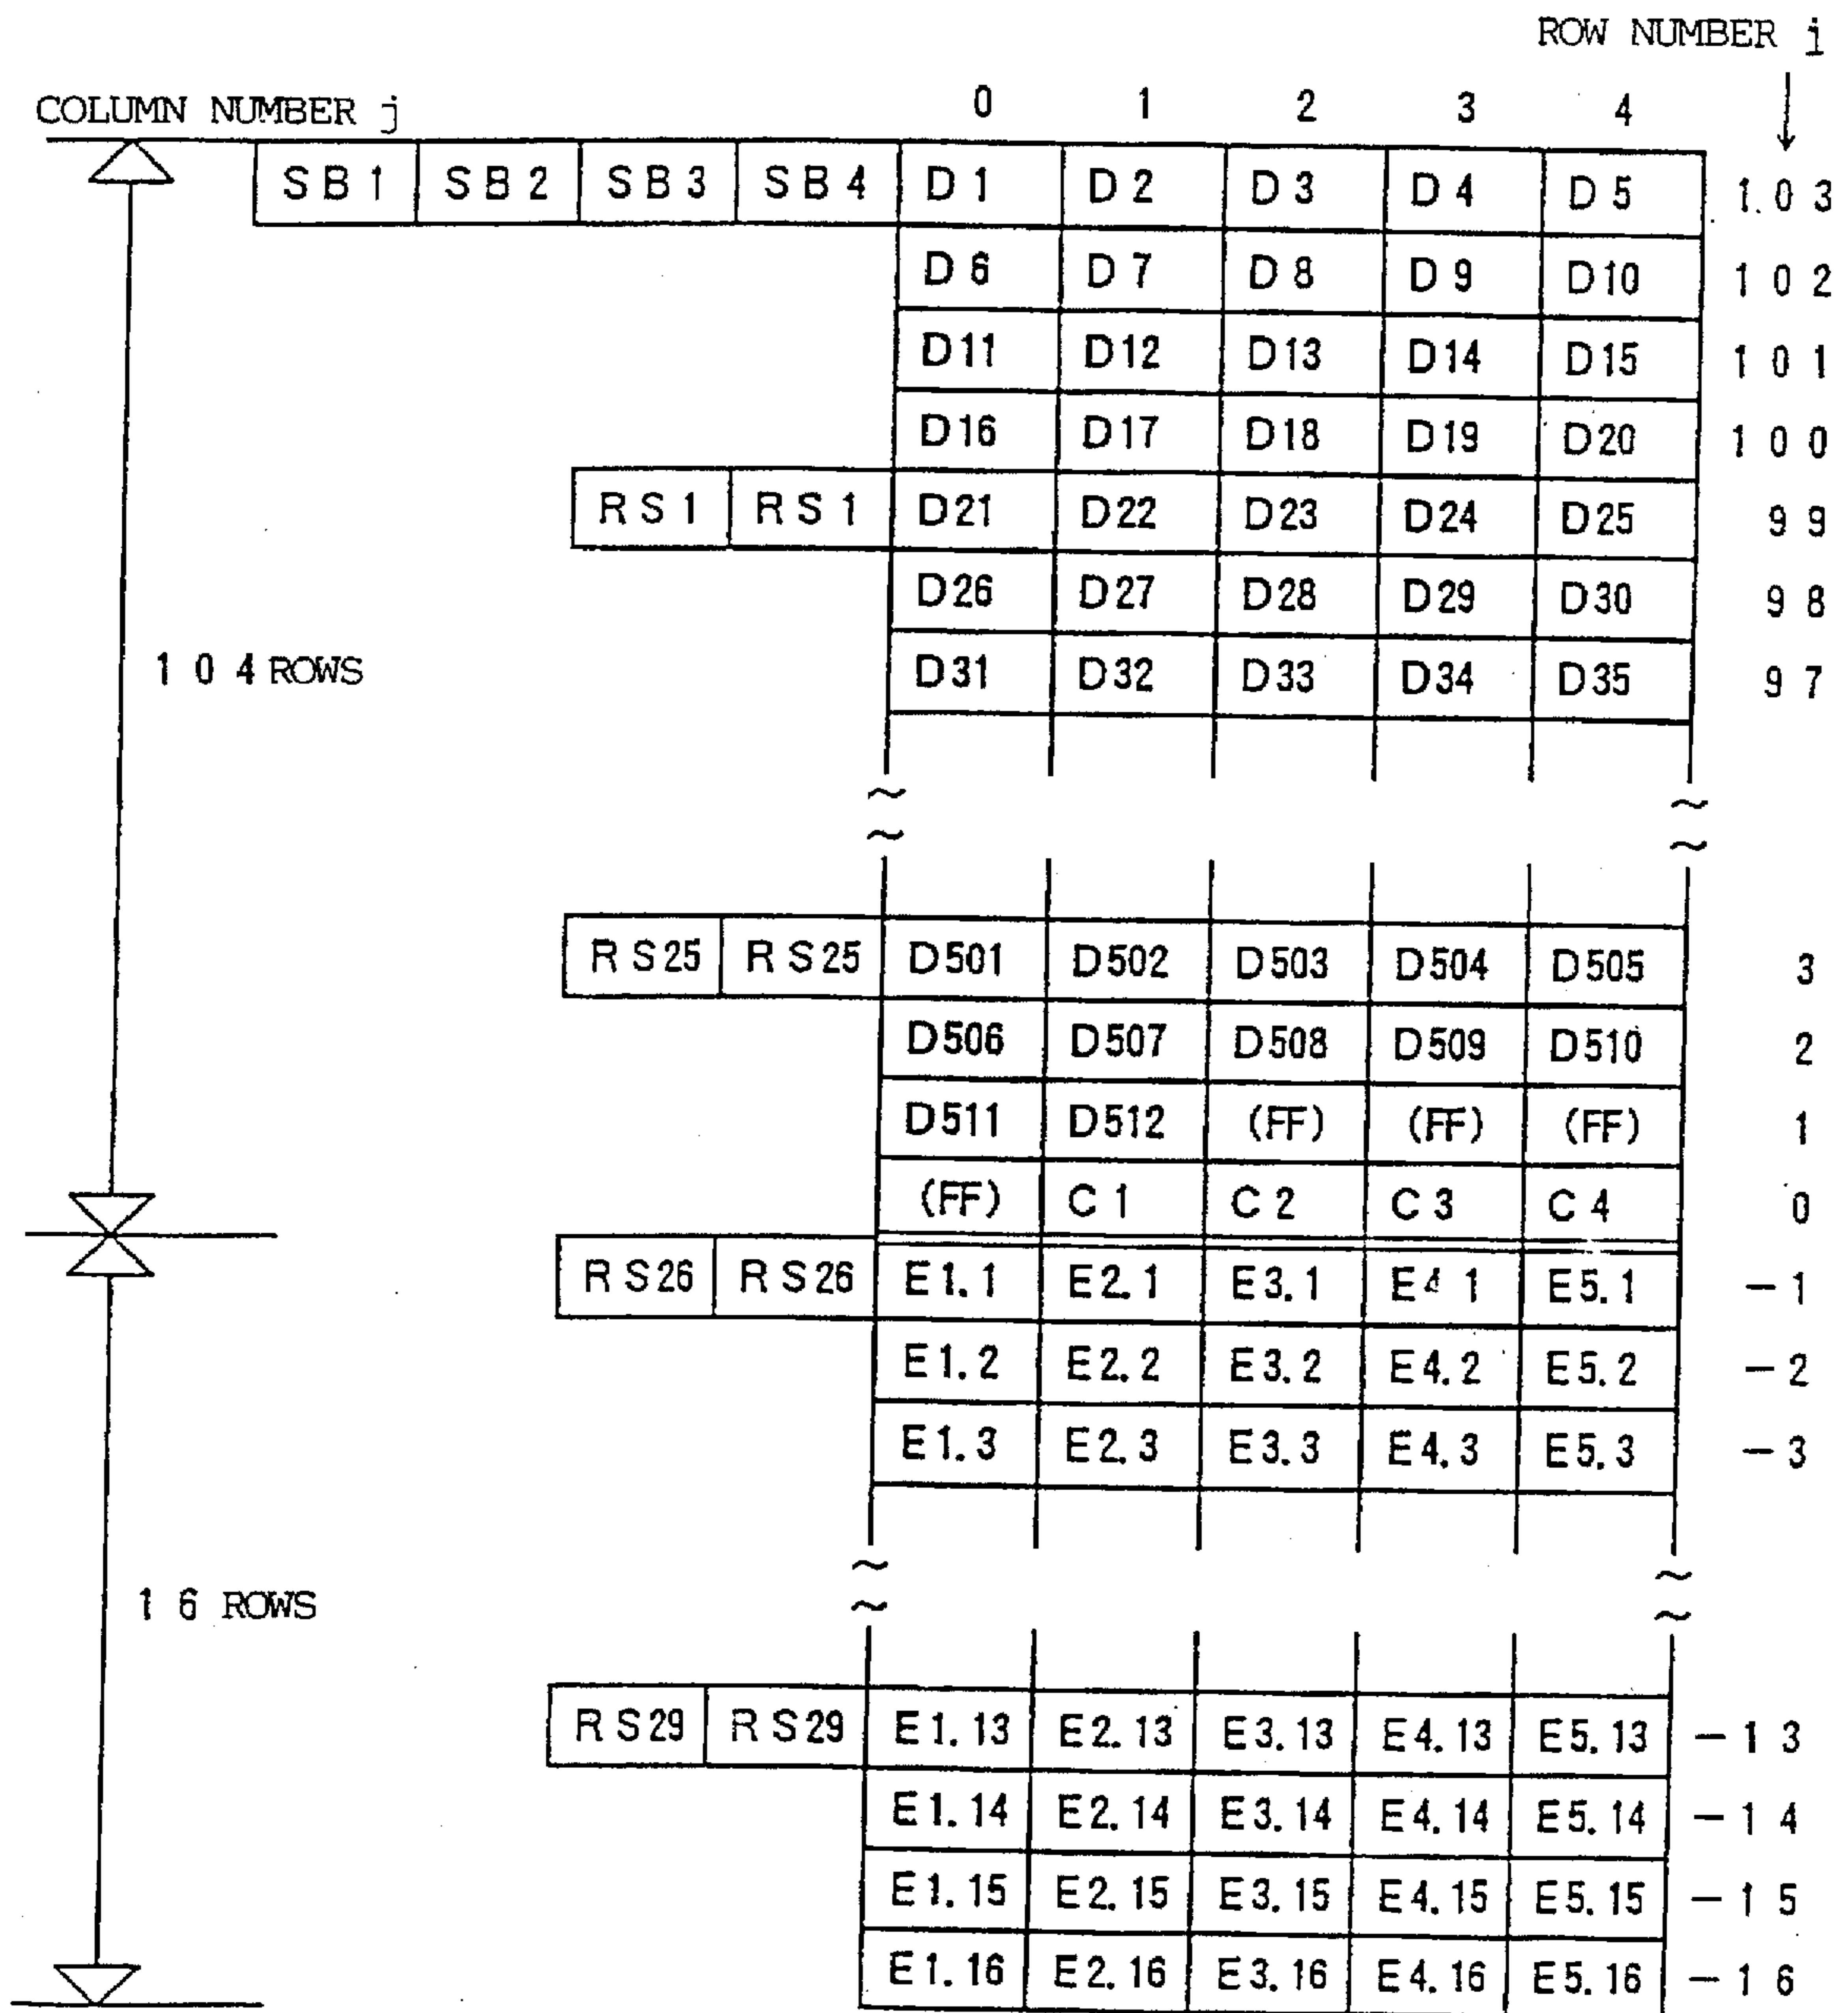 ROW NUMBER i
COLUMN NUMBER j 0 1 2 3 4
SB1 SB2 SB3 SB4 D1 D2 D3 D4 D5 103
D6 D7 D8 D9 D10 102
D11 D12 D13 D14 D15 101
D16 D17 D18 D19 D20 100
RS1 RS1 D21 D22 D23 D24 D25 99
D26 D27 D28 D29 D30 98
104 ROWS D31 D32 D33 D34 D35 97
RS25 RS25 D501 D502 D503 D504 D505 3
D506 D507 D508 D509 D510 2
D511 D512 (FF) (FF) (FF) 1
(FF) C1 C2 C3 C4 0
RS26 RS26 E1.1 E2.1 E3.1 E4 1 E5.1 -1
E1.2 E2.2 E3.2 E4.2 E5.2 -2
E1.3 E2.3 E3.3 E4.3 E5.3 -3
16 ROWS
RS29 RS29 E1.13 E2.13 E3.13 E4.13 E5.13 -13
E1.14 E2.14 E3.14 E4.14 E5.14 -14
E1.15 E2.15 E3.15 E4.15 E5.15 -15
E1.16 E2.16 E3.16 E4.16 E5.16 -16